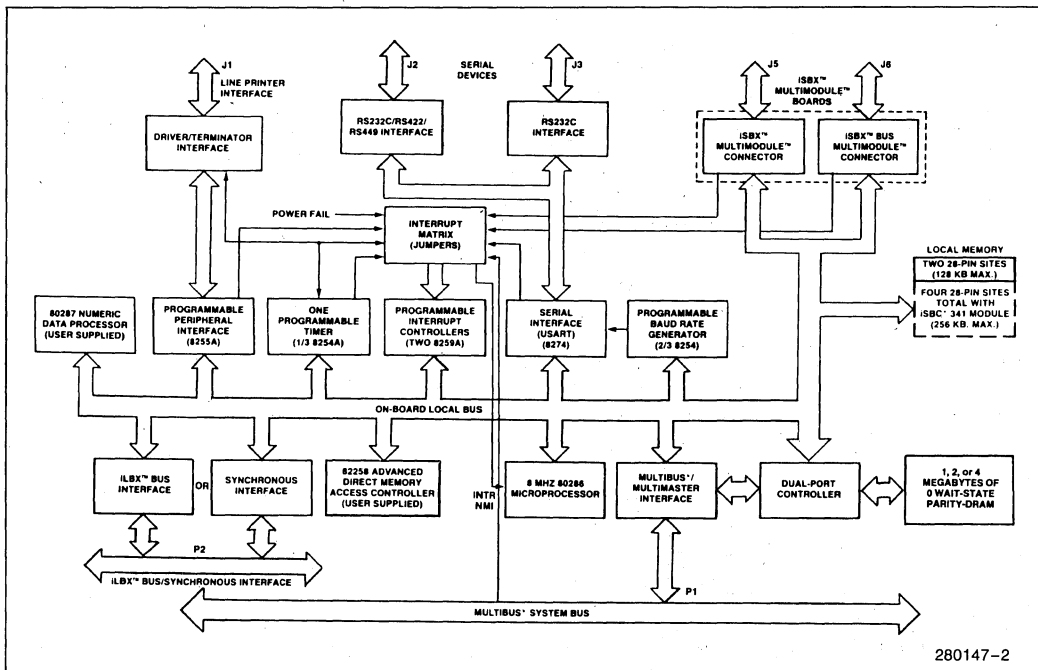 J1
LINE PRINTER
INTERFACE
J2
SERIAL
DEVICES
J3
J5
iSBX™
MULTIMODULE™
BOARDS
J6
DRIVER/TERMINATOR
INTERFACE
RS232C/RS422/
RS449 INTERFACE
RS232C
INTERFACE
iSBX™
MULTIMODULE™
CONNECTOR
iSBX™ BUS
MULTIMODULE™
CONNECTOR
POWER FAIL
INTERRUPT
MATRIX
(JUMPERS)
LOCAL MEMORY
TWO 28-PIN SITES
(128 KB MAX.)
FOUR 28-PIN SITES
TOTAL WITH
iSBC* 341 MODULE
(256 KB. MAX.)
80287 NUMERIC
DATA PROCESSOR
(USER SUPPLIED)
PROGRAMMABLE
PERIPHERAL
INTERFACE
(8255A)
ONE
PROGRAMMABLE
TIMER
(1/3 8254A)
PROGRAMMABLE
INTERRUPT
CONTROLLERS
(TWO 8259A)
SERIAL
INTERFACE
(USART)
(8274)
PROGRAMMABLE
BAUD RATE
GENERATOR
(2/3 8254)
ON-BOARD LOCAL BUS
iLBX™ BUS
INTERFACE
OR
SYNCHRONOUS
INTERFACE
82258 ADVANCED
DIRECT MEMORY
ACCESS CONTROLLER
(USER SUPPLIED)
INTR
NMI
8 MHZ 80286
MICROPROCESSOR
MULTIBUS*/
MULTIMASTER
INTERFACE
DUAL-PORT
CONTROLLER
1, 2, or 4
MEGABYTES OF
0 WAIT-STATE
PARITY-DRAM
P2
iLBX™ BUS/SYNCHRONOUS INTERFACE
P1
MULTIBUS* SYSTEM BUS
280147-2